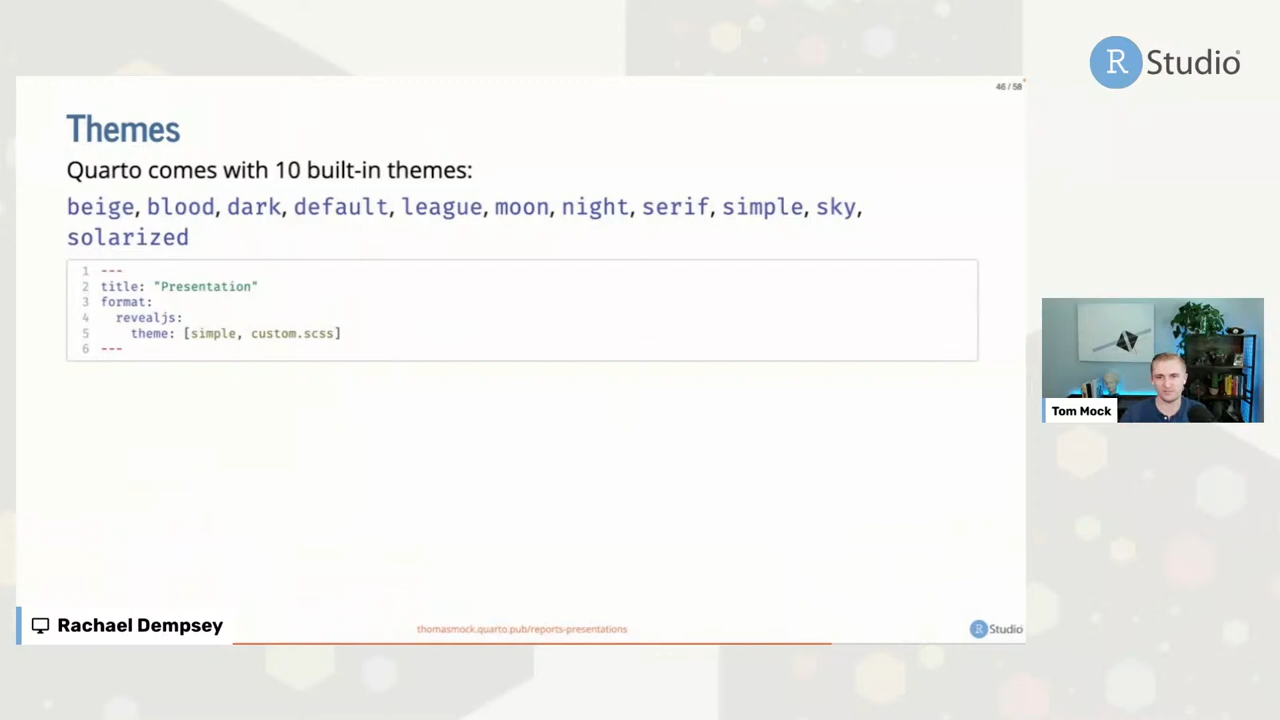 R Studio
46 / 58
Themes
Quarto comes with 10 built-in themes:
beige, blood, dark, default, league, moon, night, serif, simple, sky,
solarized
1 ---
2 title: "Presentation"
3 format:
4 revealjs:
5 theme: [simple, custom.scss]
6 ---
Tom Mock
Rachael Dempsey
thomasmock.quarto.pub/reports-presentations
R Studio